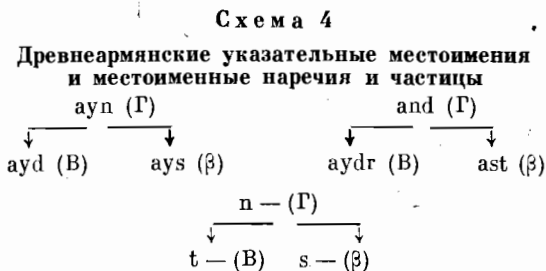 Схема 4
Древнеармянские указательные местоимения
и местоименные наречия и частицы
ayn (Г) and (Г)
ayd (В) ays (β) aydr (В) ast (β)
n — (Г)
t — (В) s — (β)